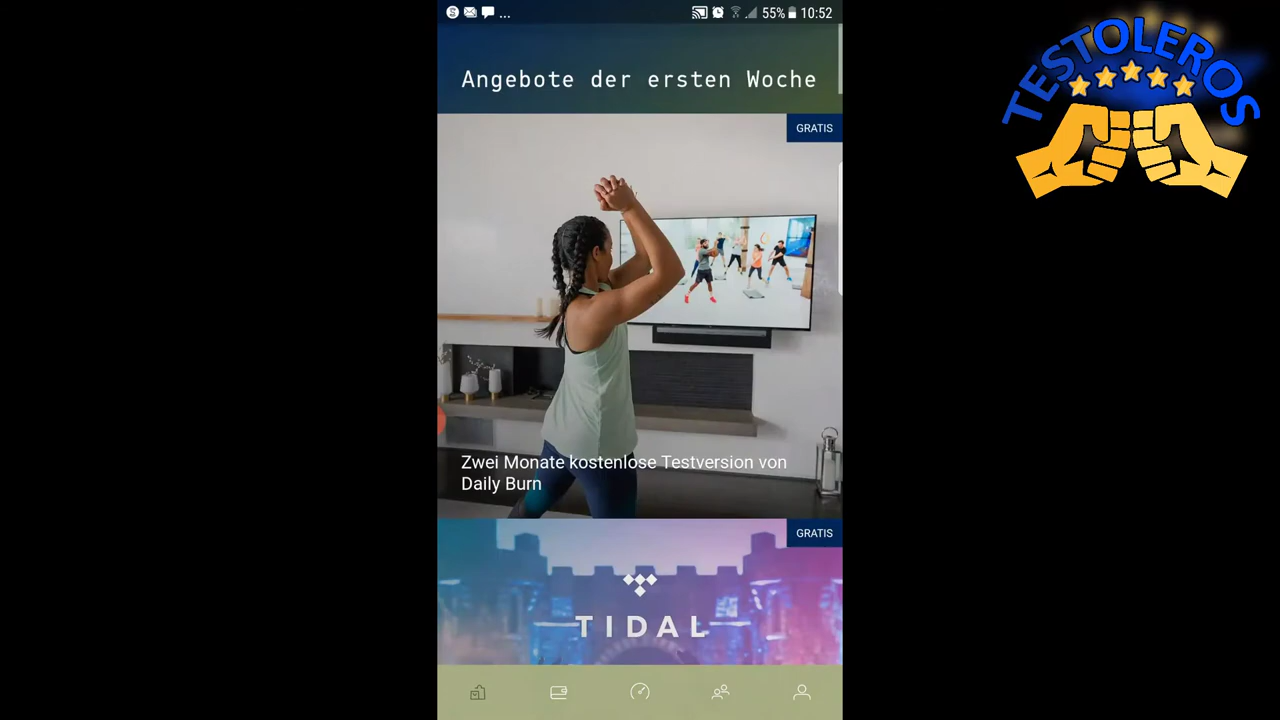 ... 55% 10:52
TESTOLEROS
Angebote der ersten Woche
GRATIS
Zwei Monate kostenlose Testversion von
Daily Burn
GRATIS
TIDAL